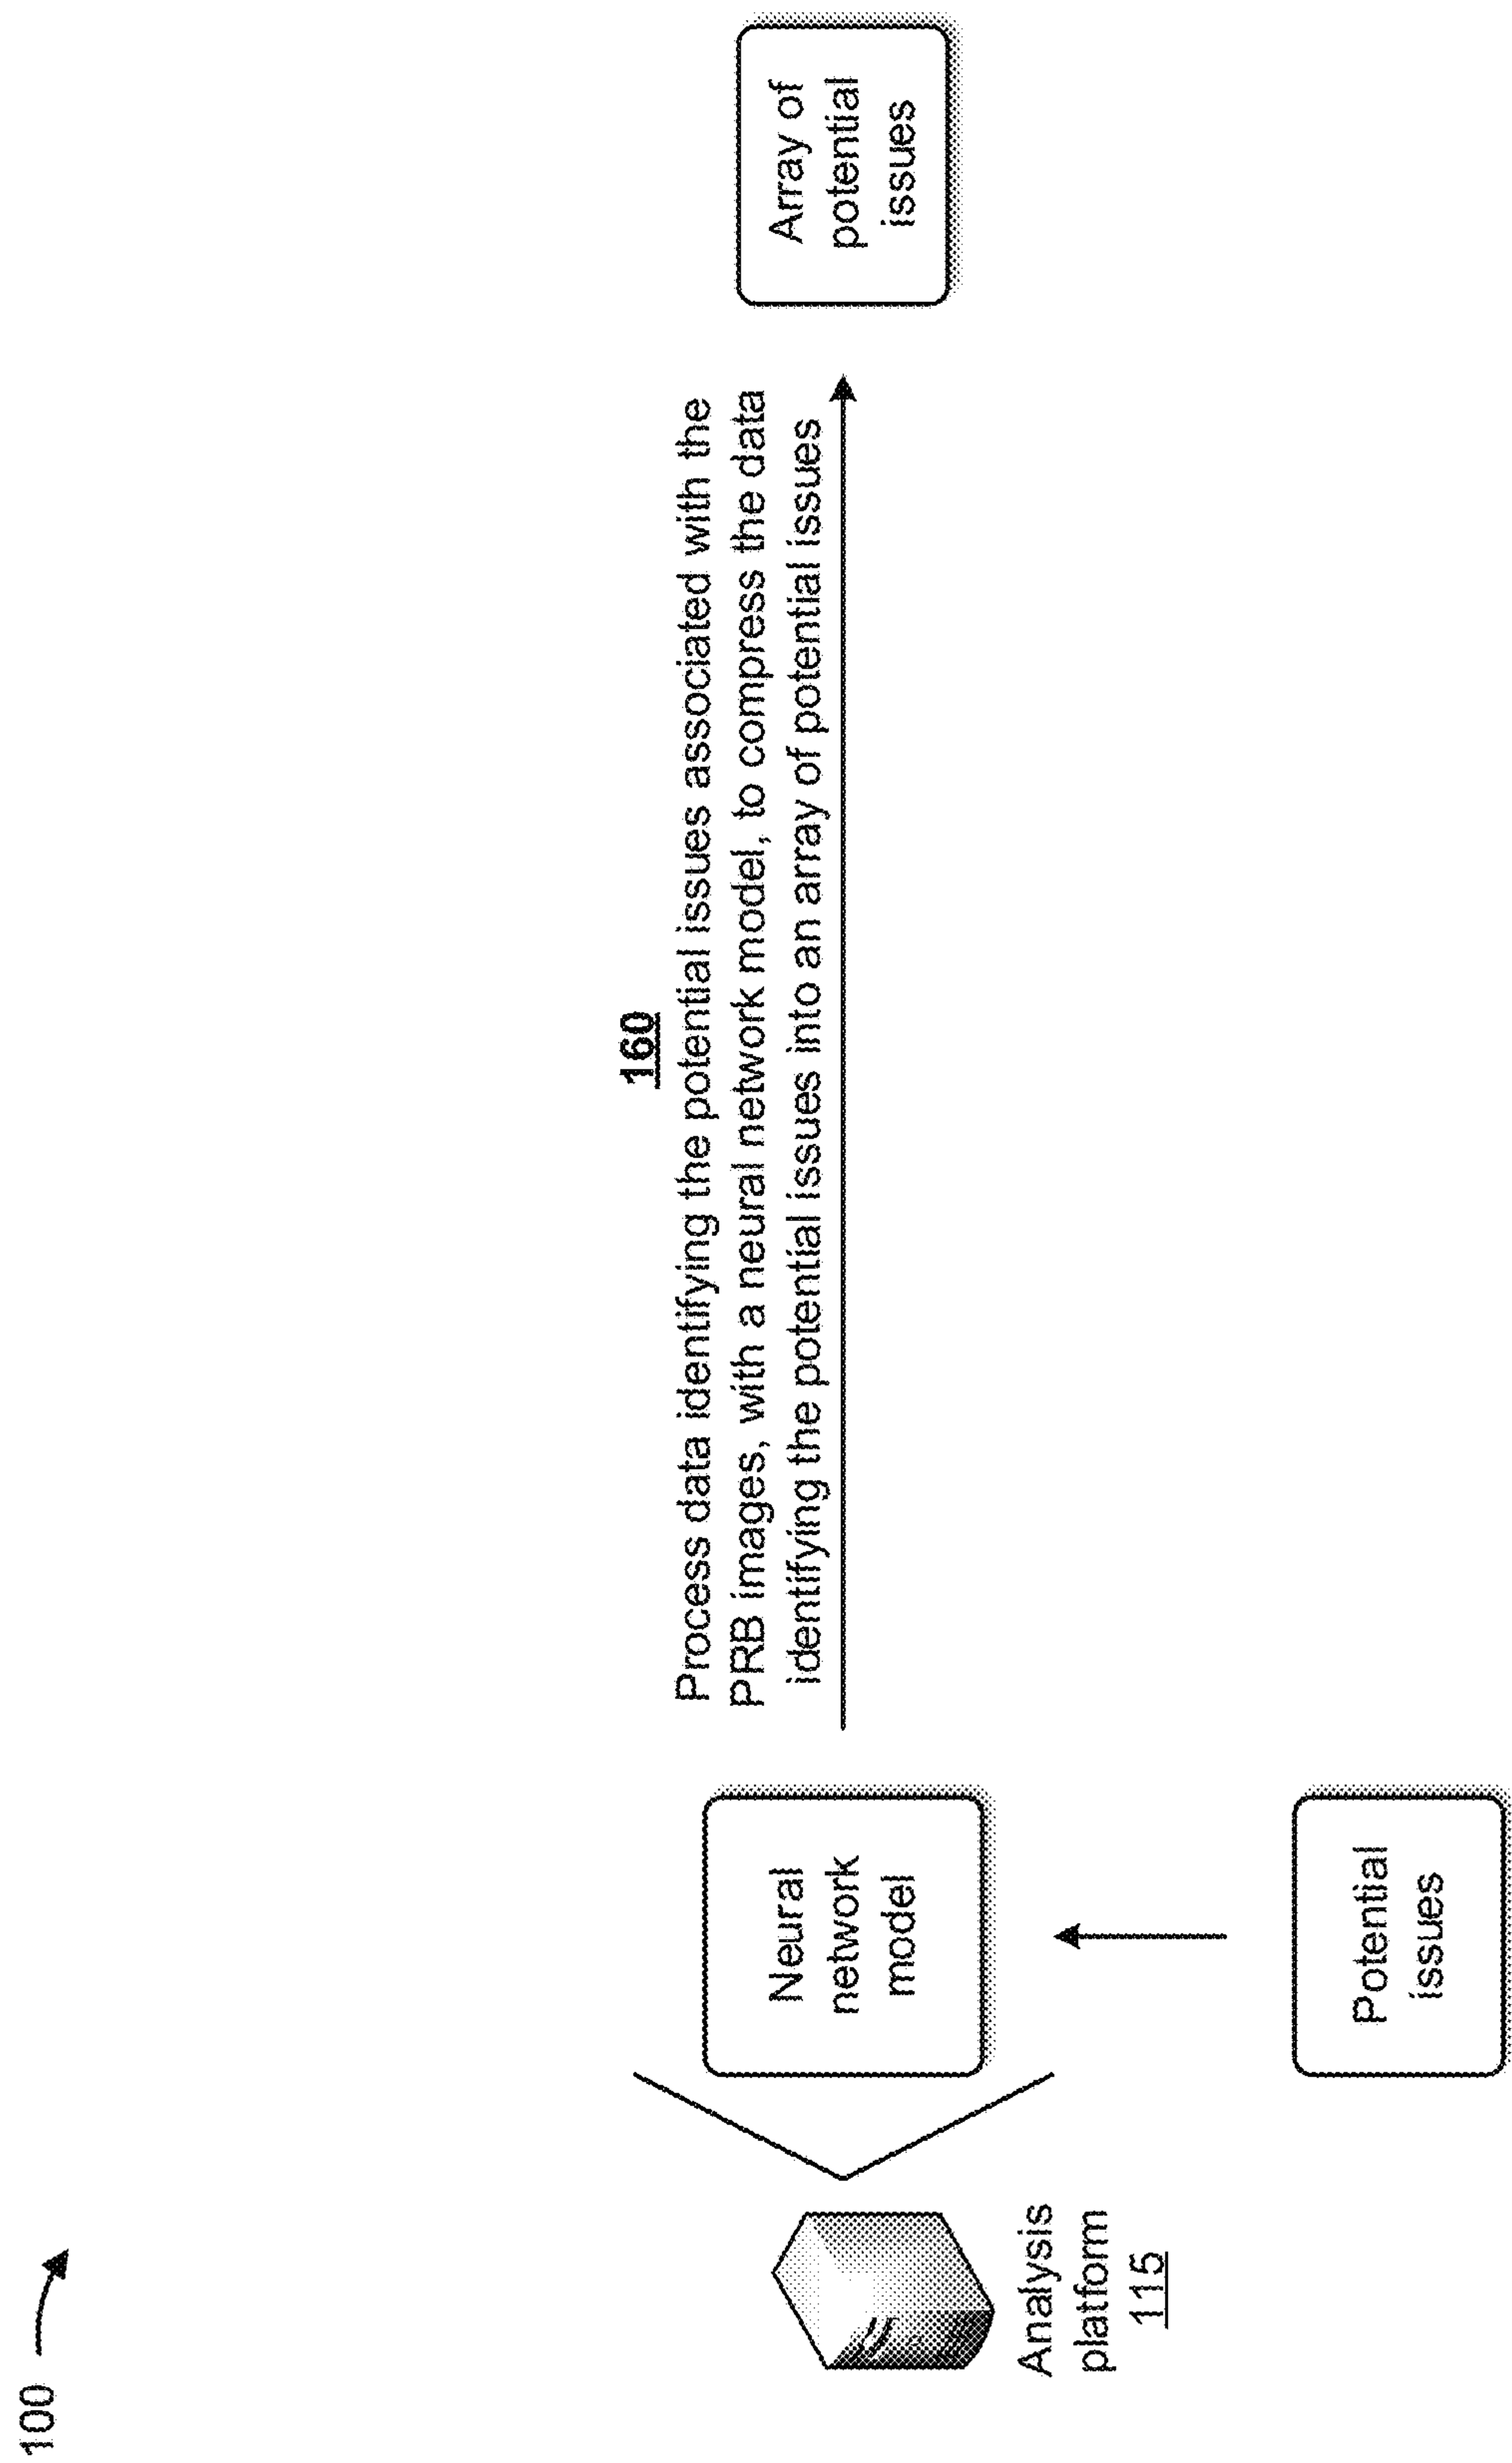 100
160
Process data identifying the potential issues associated with the
PRB images, with a neural network model, to compress the data
identifying the potential issues into an array of potential issues
Neural
network
model
Array of
potential
issues
Analysis
platform
115
Potential
issues